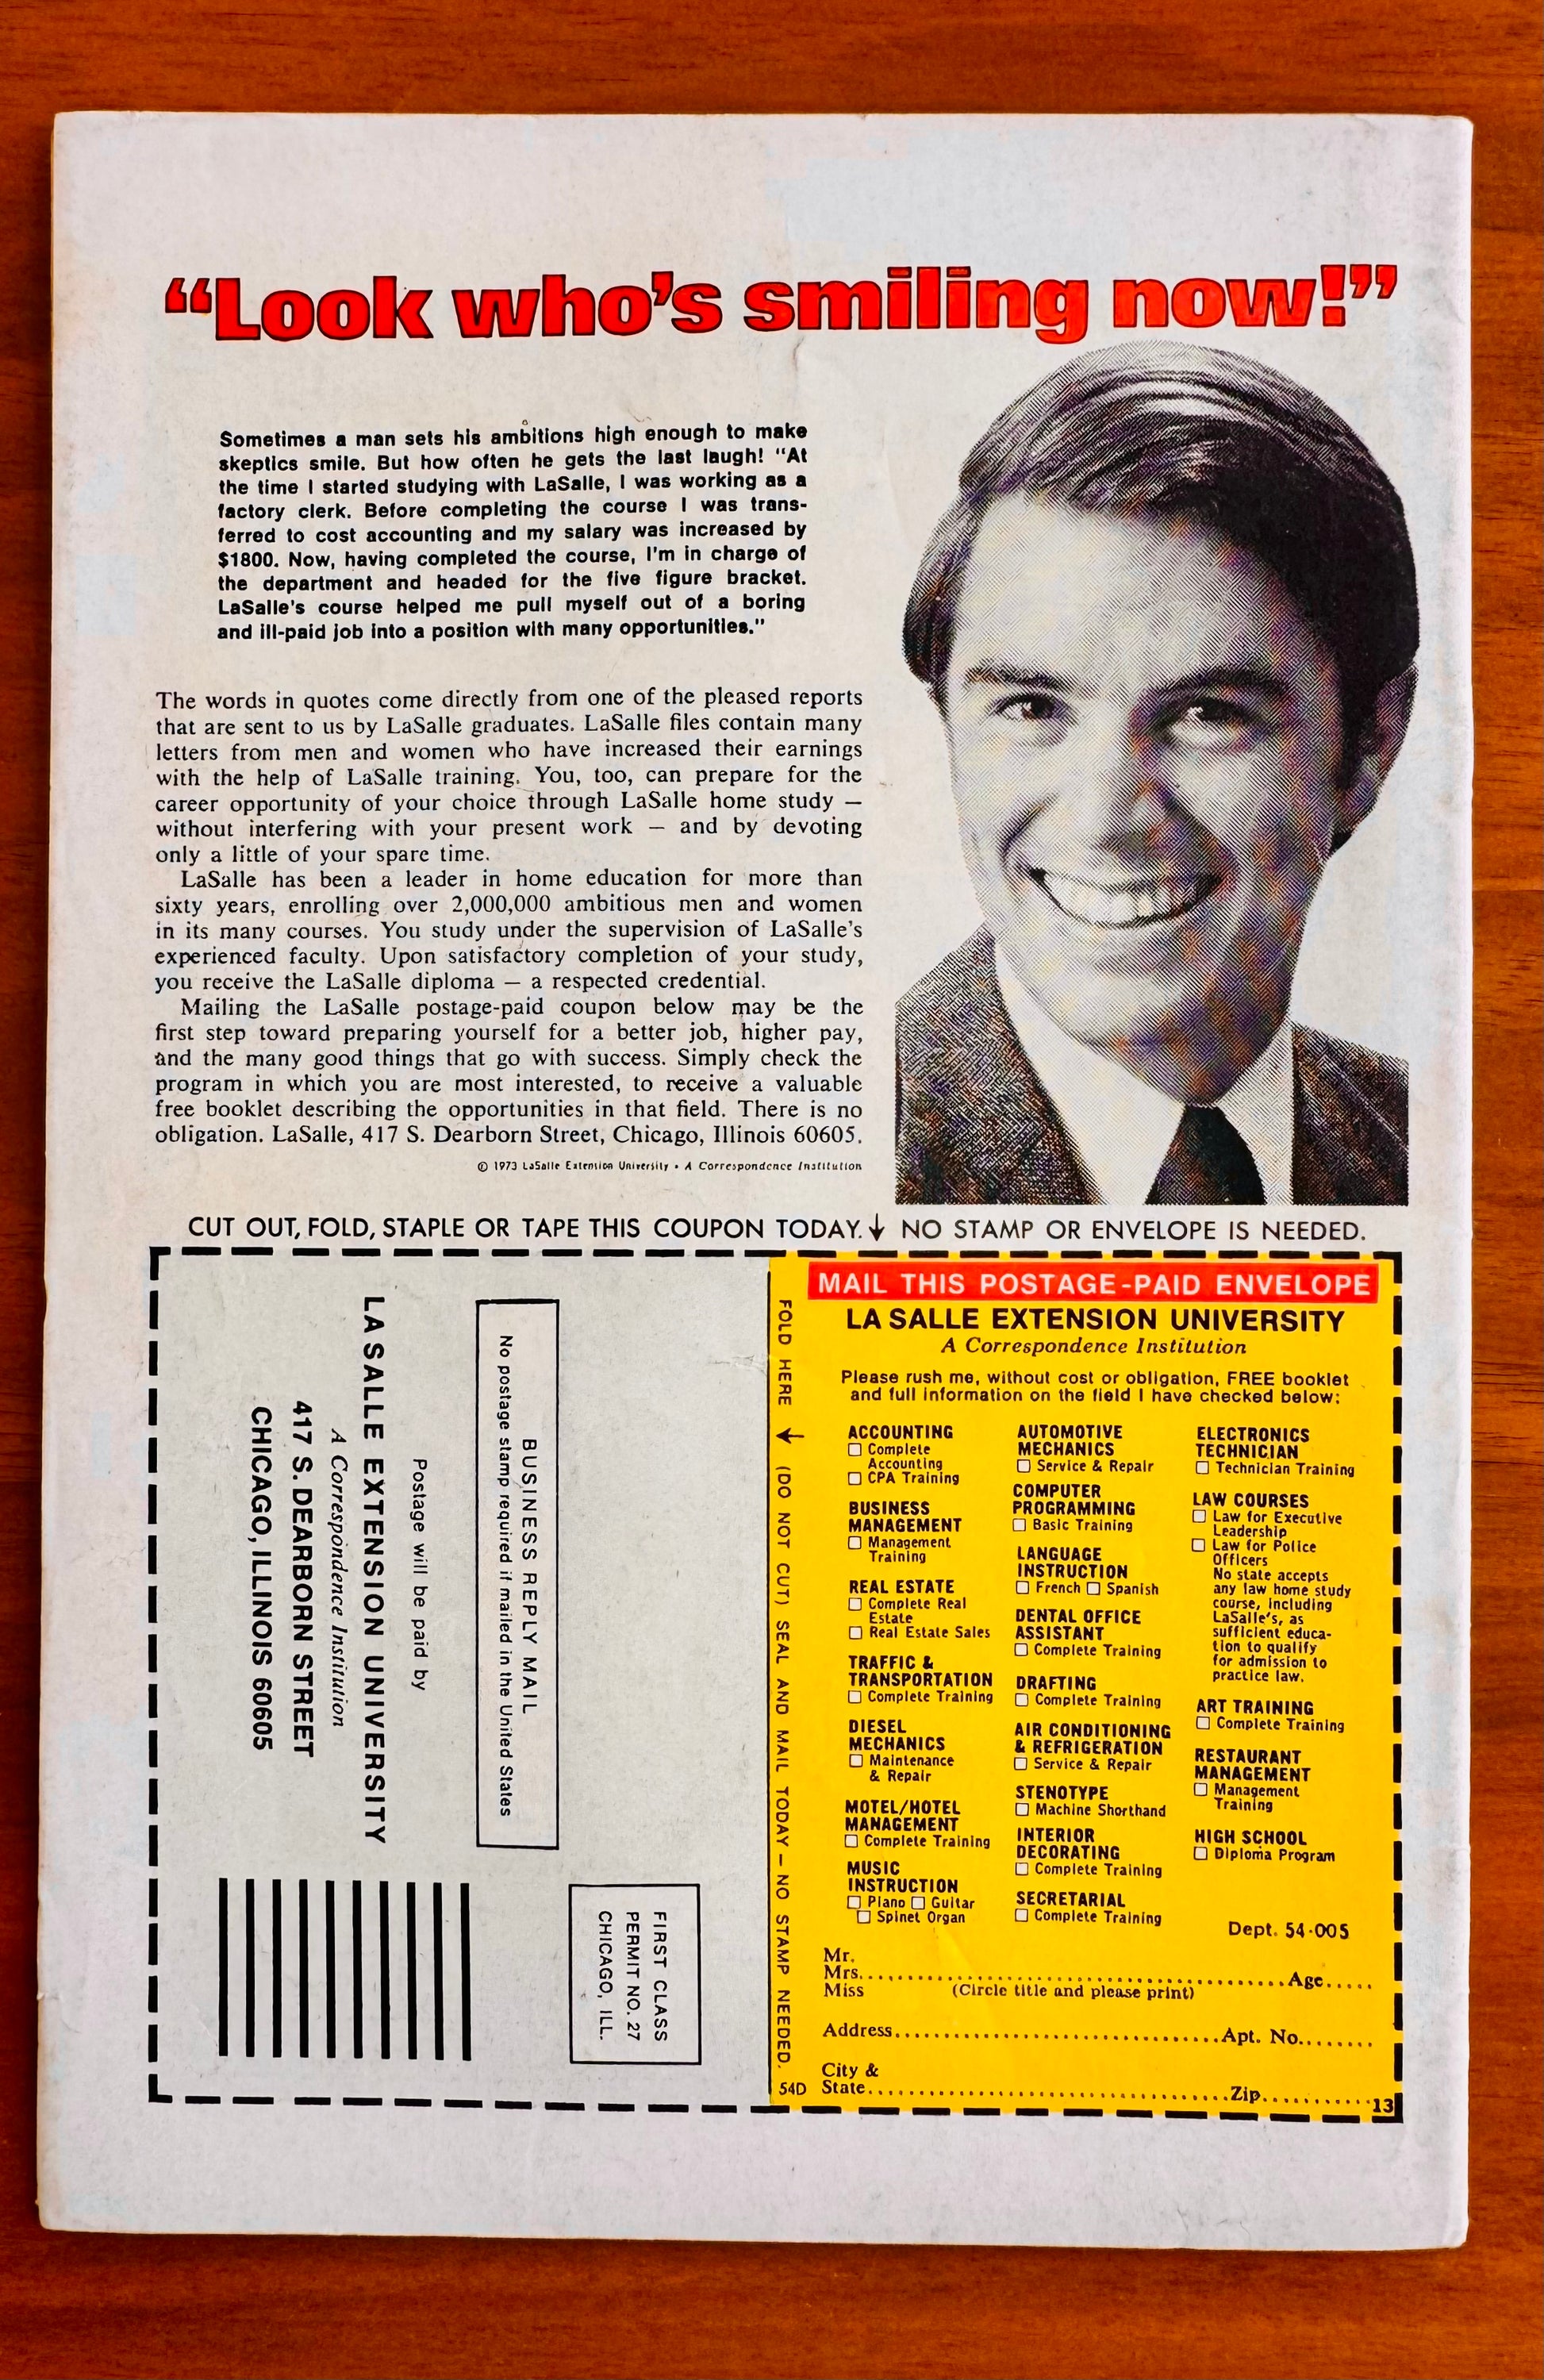 “Look who’s smiling now!”
Sometimes a man sets his ambitions high enough to make
skeptics smile. But how often he gets the last laugh! “At
the time I started studying with LaSalle, I was working as a
factory clerk. Before completing the course I was trans-
ferred to cost accounting and my salary was increased by
$1800. Now, having completed the course, I’m in charge of
the department and headed for the five figure bracket.
LaSalle’s course helped me pull myself out of a boring
and ill-paid job into a position with many opportunities.”
The words in quotes come directly from one of the pleased reports
that are sent to us by LaSalle graduates. LaSalle files contain many
letters from men and women who have increased their earnings
with the help of LaSalle training. You, too, can prepare for the
career opportunity of your choice through LaSalle home study —
without interfering with your present work — and by devoting
only a little of your spare time.
LaSalle has been a leader in home education for more than
sixty years, enrolling over 2,000,000 ambitious men and women
in its many courses. You study under the supervision of LaSalle’s
experienced faculty. Upon satisfactory completion of your study,
you receive the LaSalle diploma — a respected credential.
Mailing the LaSalle postage-paid coupon below may be the
first step toward preparing yourself for a better job, higher pay,
and the many good things that go with success. Simply check the
program in which you are most interested, to receive a valuable
free booklet describing the opportunities in that field. There is no
obligation. LaSalle, 417 S. Dearborn Street, Chicago, Illinois 60605.
© 1973 LaSalle Extention University • A Correspondence Institution
CUT OUT, FOLD, STAPLE OR TAPE THIS COUPON TODAY. ↓ NO STAMP OR ENVELOPE IS NEEDED.
FIRST CLASS
PERMIT NO. 27
CHICAGO, ILL.
BUSINESS REPLY MAIL
No postage stamp required if mailed in the United States
Postage will be paid by
LA SALLE EXTENSION UNIVERSITY
A Correspondence Institution
417 S. DEARBORN STREET
CHICAGO, ILLINOIS 60605
FOLD HERE ↓ (DO NOT CUT) SEAL AND MAIL TODAY — NO STAMP NEEDED.
54D
MAIL THIS POSTAGE-PAID ENVELOPE
LA SALLE EXTENSION UNIVERSITY
A Correspondence Institution
Please rush me, without cost or obligation, FREE booklet
and full information on the field I have checked below:
ACCOUNTING
☐ Complete
Accounting
☐ CPA Training
BUSINESS
MANAGEMENT
☐ Management
Training
REAL ESTATE
☐ Complete Real
Estate
☐ Real Estate Sales
TRAFFIC &
TRANSPORTATION
☐ Complete Training
DIESEL
MECHANICS
☐ Maintenance
& Repair
MOTEL/HOTEL
MANAGEMENT
☐ Complete Training
MUSIC
INSTRUCTION
☐ Piano ☐ Guitar
☐ Spinet Organ
AUTOMOTIVE
MECHANICS
☐ Service & Repair
COMPUTER
PROGRAMMING
☐ Basic Training
LANGUAGE
INSTRUCTION
☐ French ☐ Spanish
DENTAL OFFICE
ASSISTANT
☐ Complete Training
DRAFTING
☐ Complete Training
AIR CONDITIONING
& REFRIGERATION
☐ Service & Repair
STENOTYPE
☐ Machine Shorthand
INTERIOR
DECORATING
☐ Complete Training
SECRETARIAL
☐ Complete Training
ELECTRONICS
TECHNICIAN
☐ Technician Training
LAW COURSES
☐ Law for Executive
Leadership
☐ Law for Police
Officers
No state accepts
any law home study
course, including
LaSalle’s, as
sufficient educa-
tion to qualify
for admission to
practice law.
ART TRAINING
☐ Complete Training
RESTAURANT
MANAGEMENT
☐ Management
Training
HIGH SCHOOL
☐ Diploma Program
Dept. 54-005
Mr.
Mrs. ........ Age .....
Miss (Circle title and please print)
Address ........ Apt. No. ........
City &
State ........ Zip ........
13